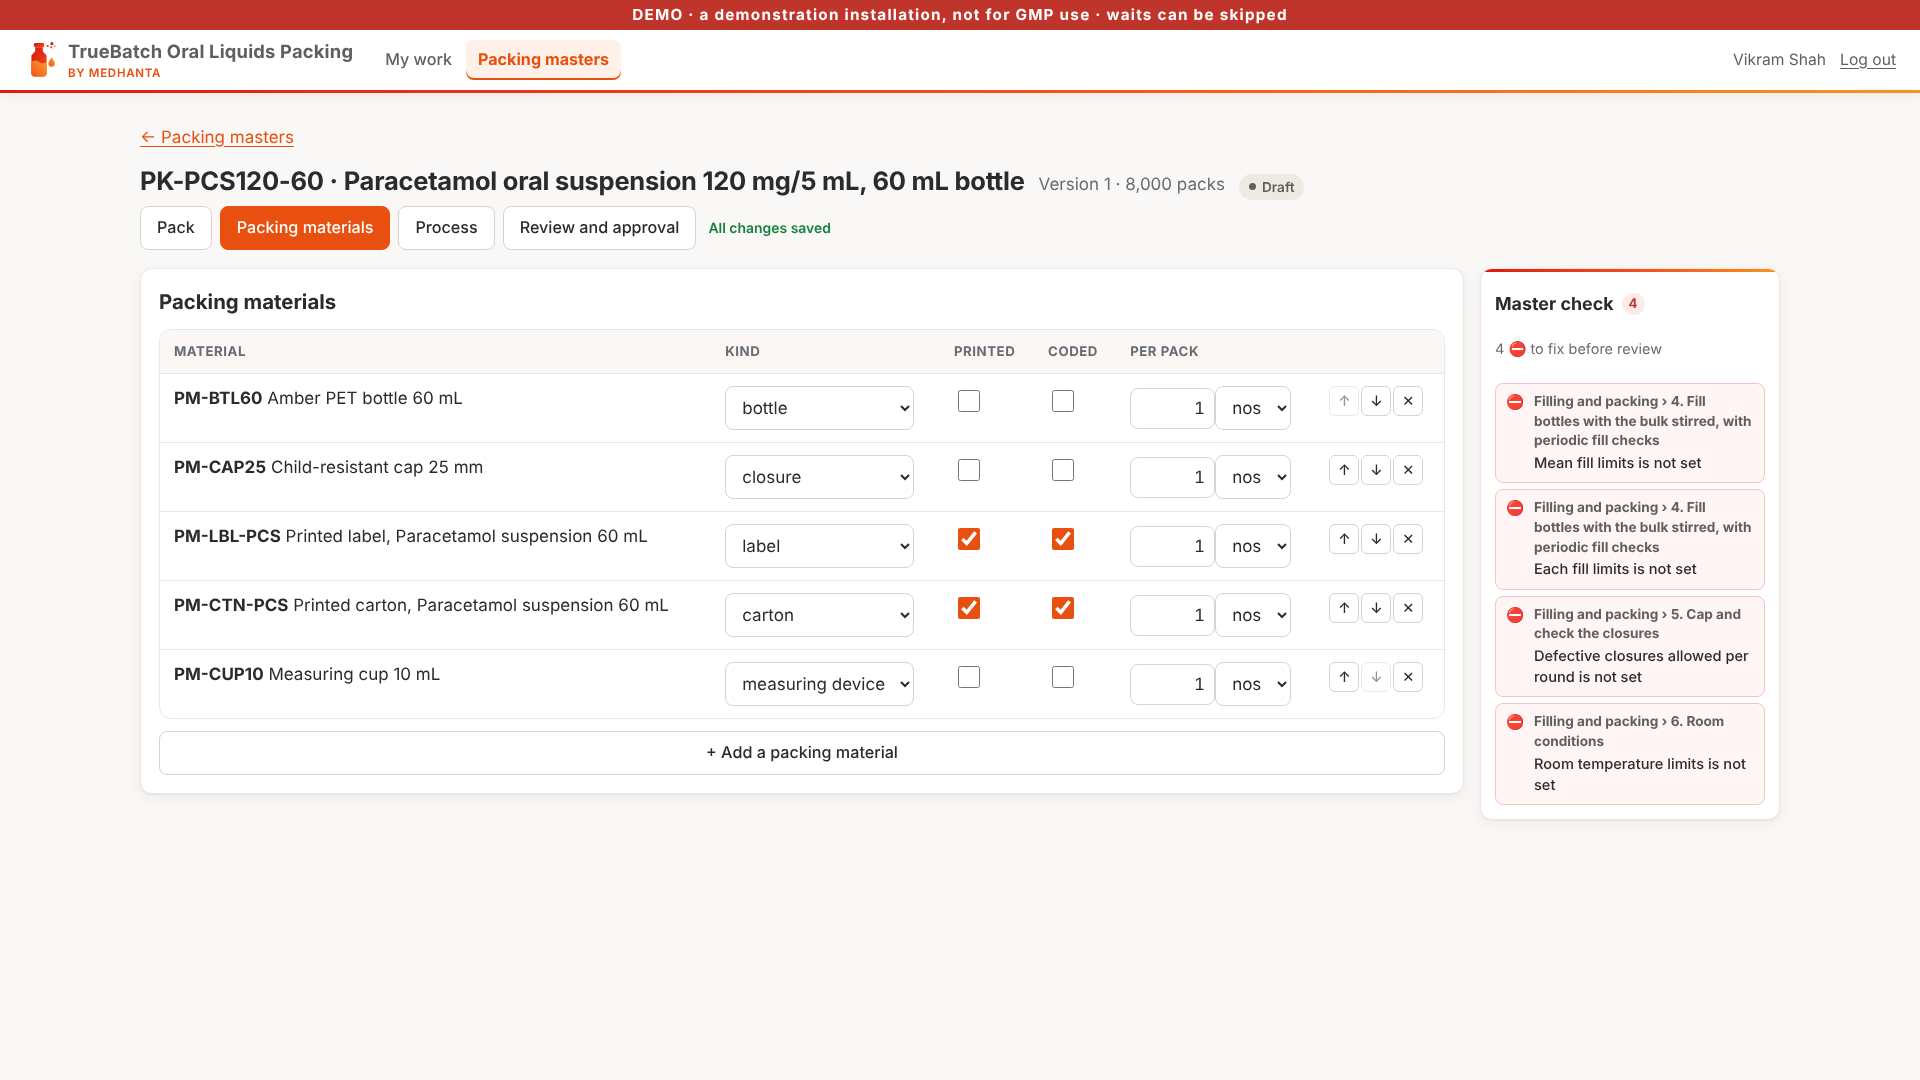 DEMO · a demonstration installation, not for GMP use · waits can be skipped
TrueBatch Oral Liquids Packing
BY MEDHANTA
My work
Packing masters
Vikram Shah
Log out
← Packing masters
PK-PCS120-60 · Paracetamol oral suspension 120 mg/5 mL, 60 mL bottle
Version 1 · 8,000 packs
Draft
Pack
Packing materials
Process
Review and approval
All changes saved
Packing materials
MATERIAL KIND PRINTED CODED PER PACK
PM-BTL60 Amber PET bottle 60 mL bottle 1 nos ↑ ↓ ×
PM-CAP25 Child-resistant cap 25 mm closure 1 nos ↑ ↓ ×
PM-LBL-PCS Printed label, Paracetamol suspension 60 mL label 1 nos ↑ ↓ ×
PM-CTN-PCS Printed carton, Paracetamol suspension 60 mL carton 1 nos ↑ ↓ ×
PM-CUP10 Measuring cup 10 mL measuring device 1 nos ↑ ↓ ×
+ Add a packing material
Master check 4
4 ⛔ to fix before review
Filling and packing › 4. Fill
bottles with the bulk stirred, with
periodic fill checks
Mean fill limits is not set
Filling and packing › 4. Fill
bottles with the bulk stirred, with
periodic fill checks
Each fill limits is not set
Filling and packing › 5. Cap and
check the closures
Defective closures allowed per
round is not set
Filling and packing › 6. Room
conditions
Room temperature limits is not
set